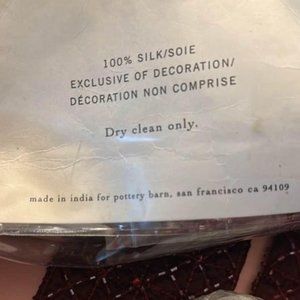 100% SILK/SOIE
EXCLUSIVE OF DECORATION/
DÉCORATION NON COMPRISE
Dry clean only.
made in india for pottery barn, san francisco ca 94109